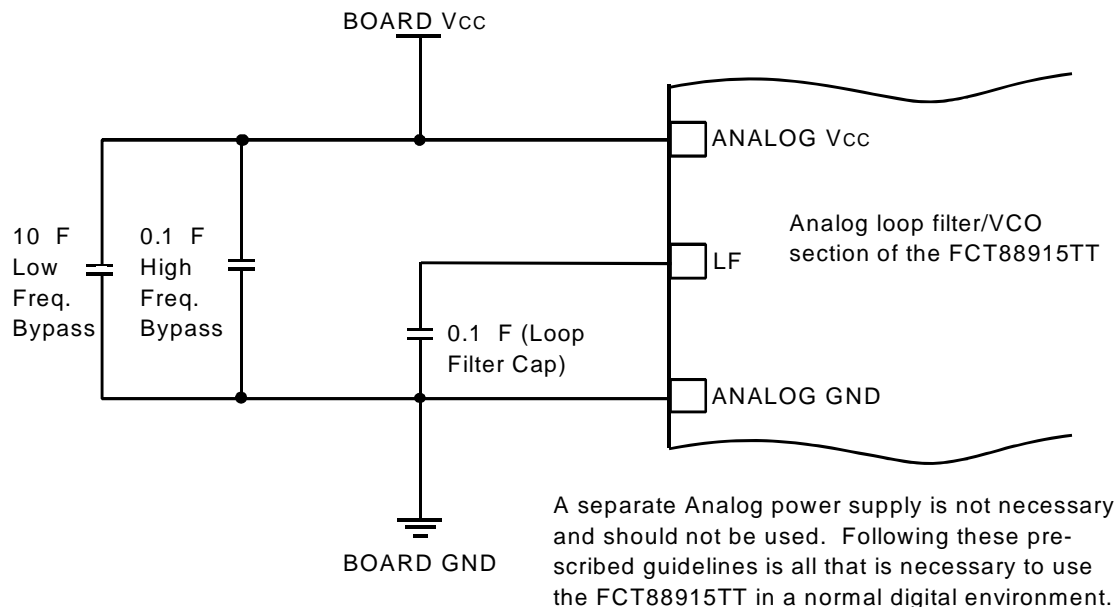 BOARD VCC
ANALOG VCC
10 F
Low
Freq.
Bypass
0.1 F
High
Freq.
Bypass
LF
Analog loop filter/VCO
section of the FCT88915TT
0.1 F (Loop
Filter Cap)
ANALOG GND
BOARD GND
A separate Analog power supply is not necessary
and should not be used. Following these pre-
scribed guidelines is all that is necessary to use
the FCT88915TT in a normal digital environment.